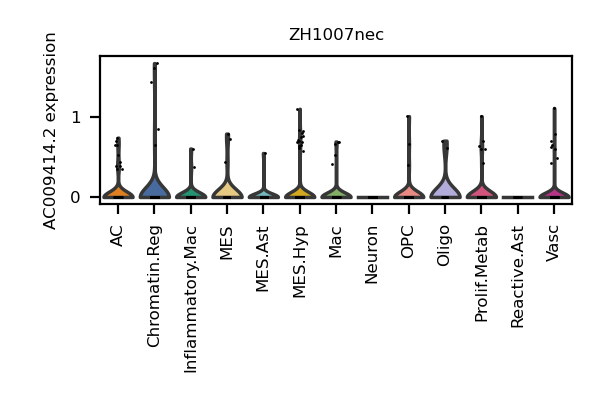 ZH1007nec
AC009414.2 expression
1
0
AC
Chromatin.Reg
Inflammatory.Mac
MES
MES.Ast
MES.Hyp
Mac
Neuron
OPC
Oligo
Prolif.Metab
Reactive.Ast
Vasc